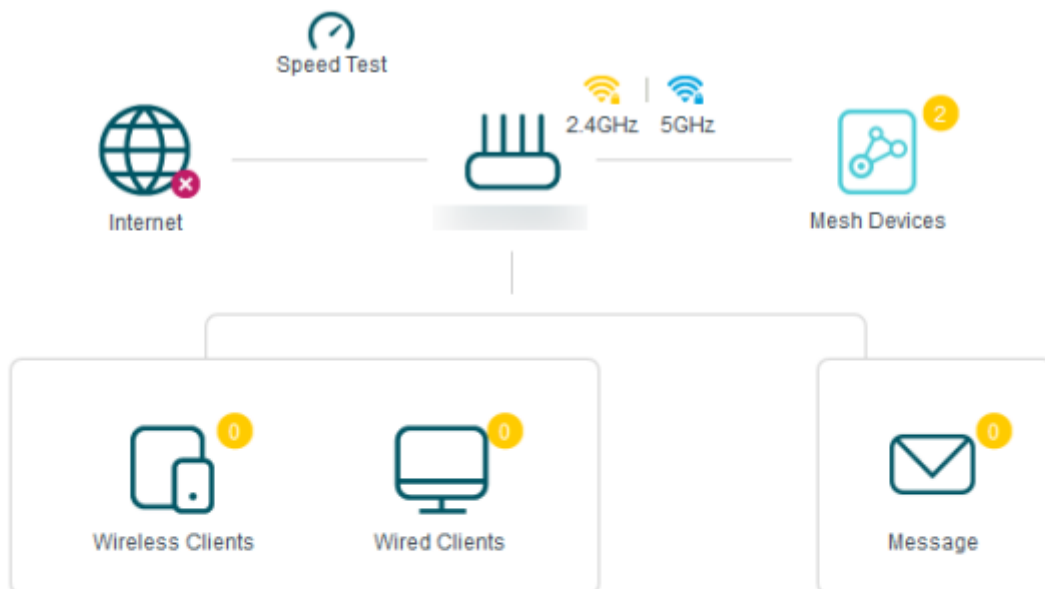 Speed Test
2.4GHz
5GHz
2
Internet
Mesh Devices
0
0
0
Wireless Clients
Wired Clients
Message